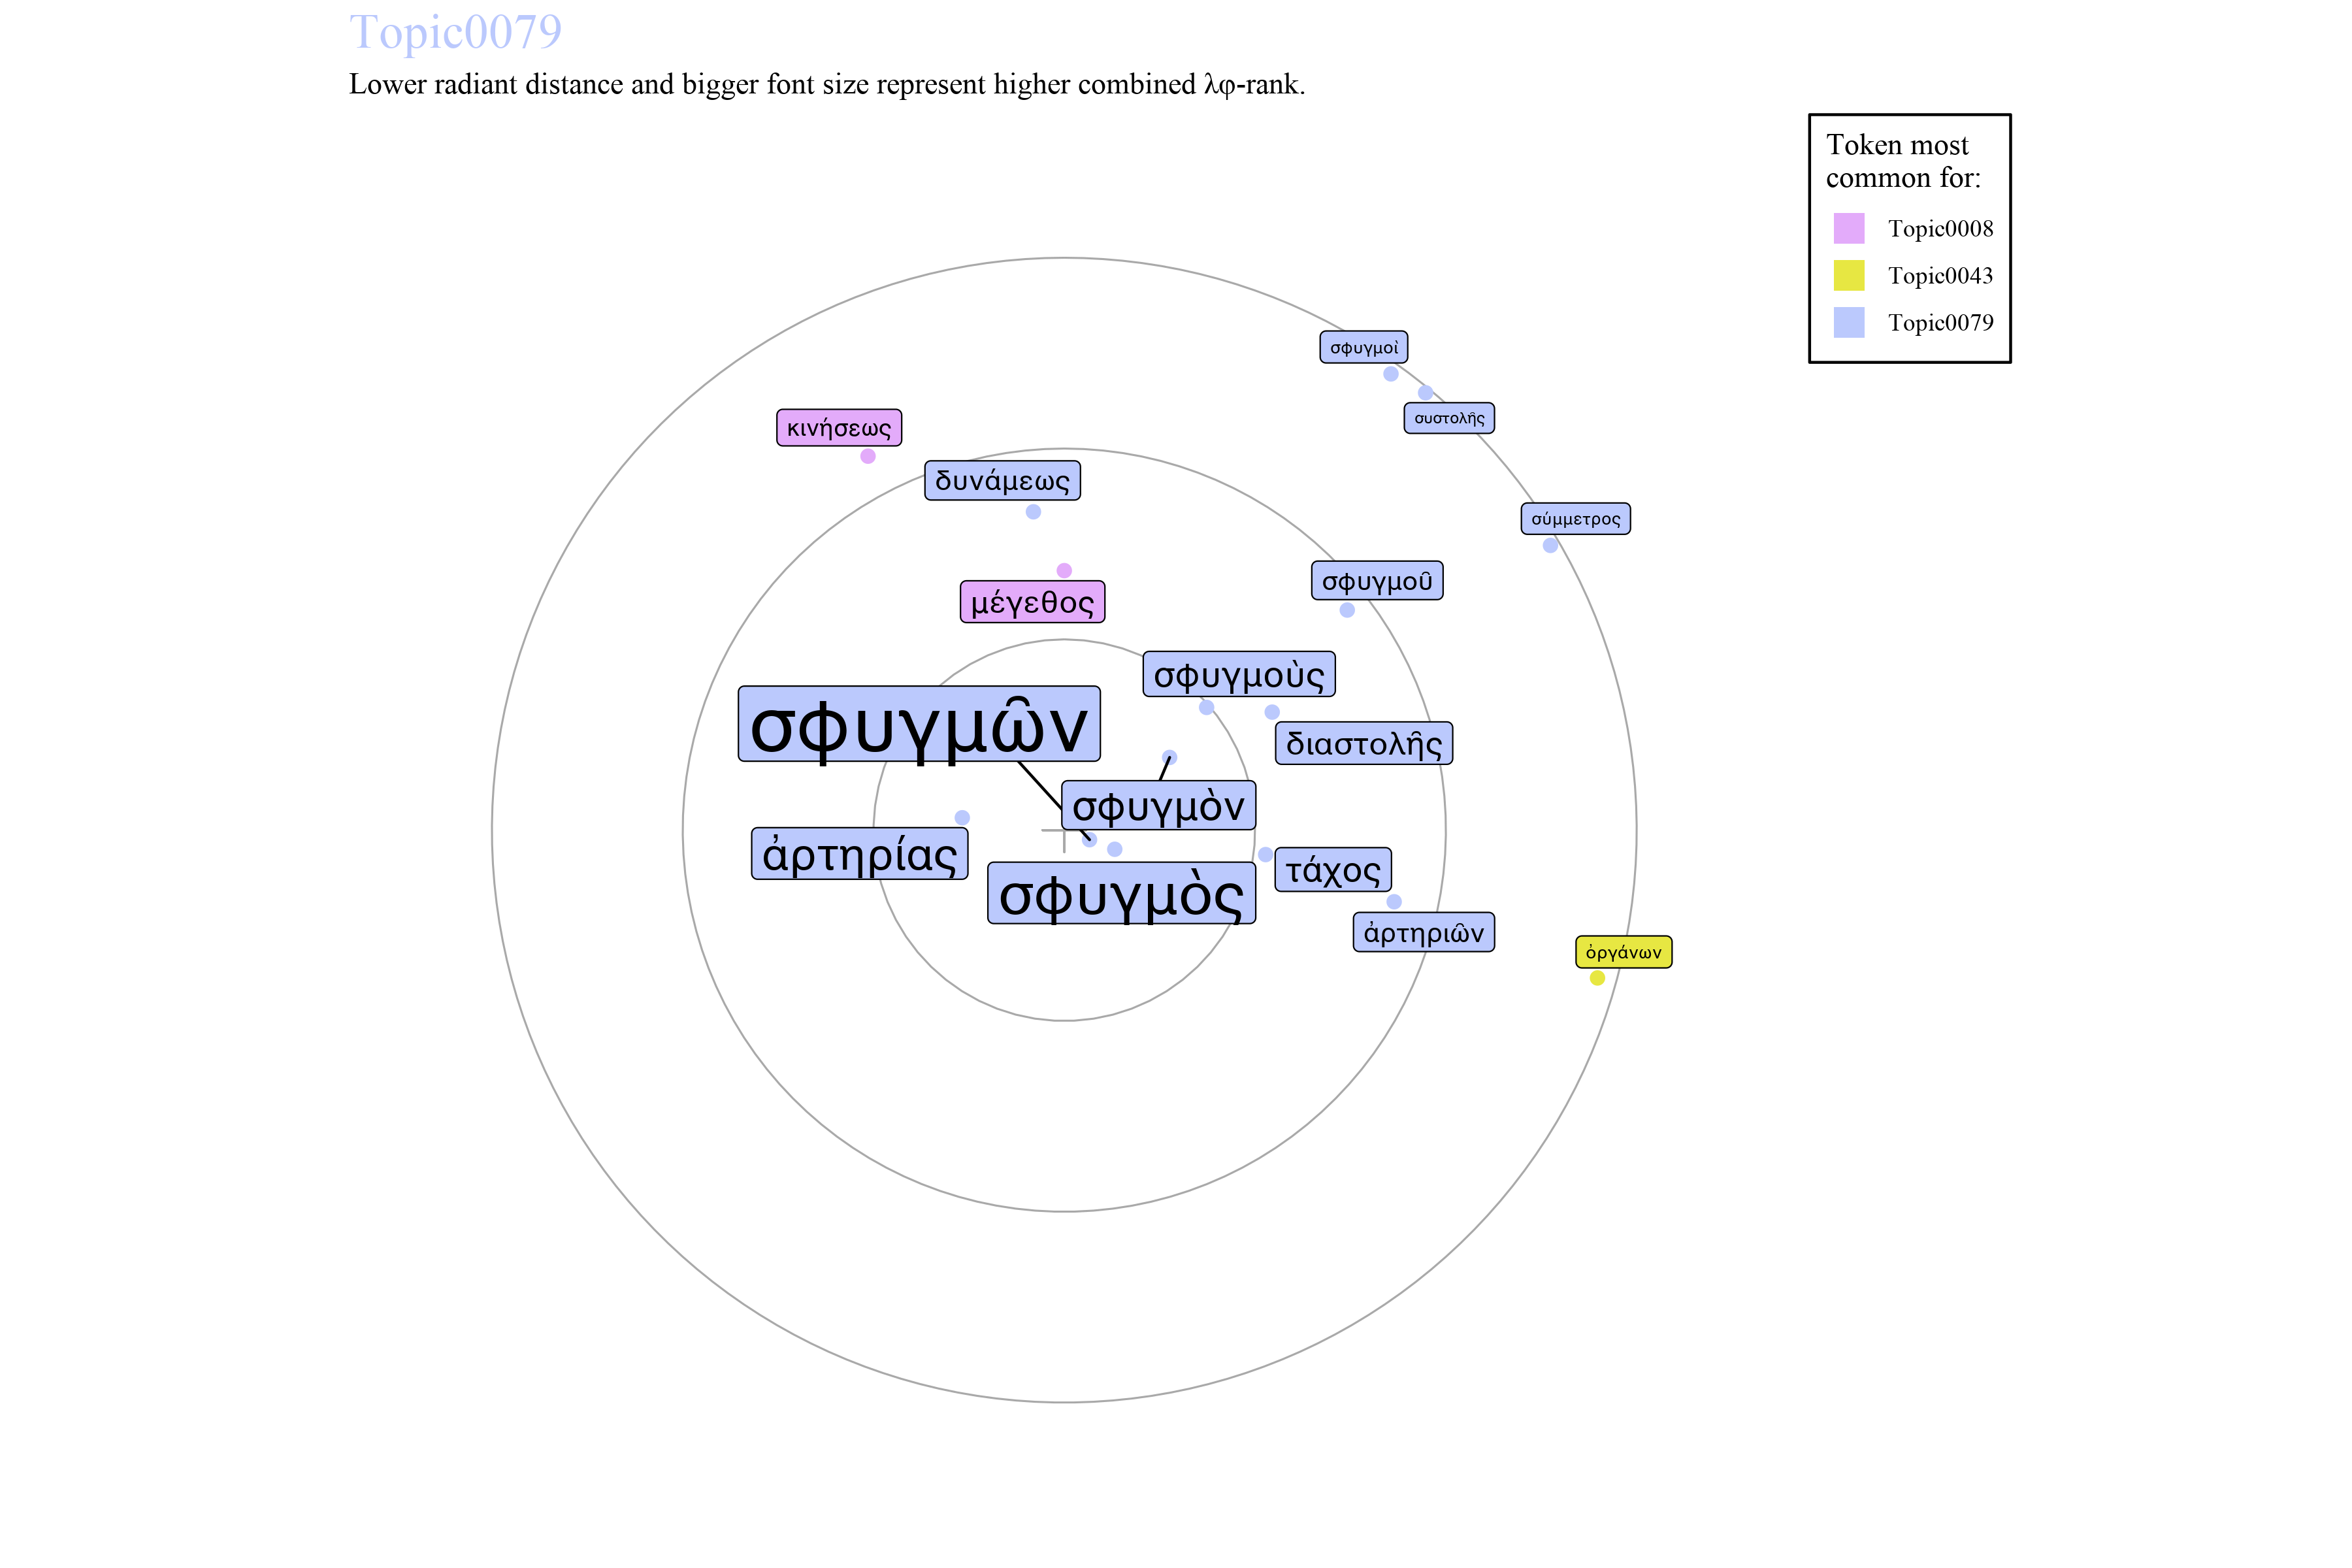 Topic0079
Lower radiant distance and bigger font size represent higher combined λφ-rank.
Token most
common for:
Topic0008
Topic0043
Topic0079
σφυγμοὶ
συστολῆς
κινήσεως
δυνάμεως
σύμμετρος
σφυγμοῦ
μέγεθος
σφυγμοὺς
σφυγμῶν
διαστολῆς
σφυγμὸν
ἀρτηρίας
τάχος
σφυγμὸς
ἀρτηριῶν
ὀργάνων